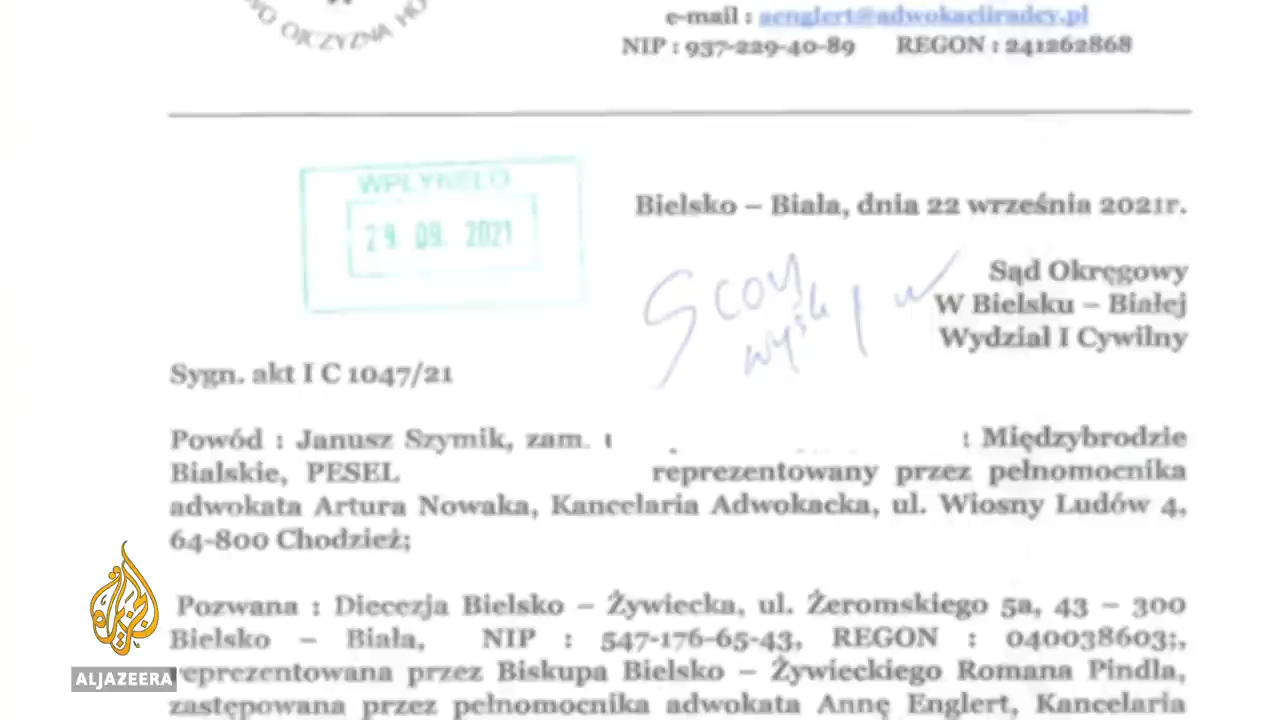 WO OJCZYZNA HO
e-mail : aenglert@adwokaciiradcy.pl
NIP : 937-229-40-89 REGON : 241262868
WPŁYNĘŁO
29. 09. 2021
Bielsko – Biała, dnia 22 września 2021r.
Sąd Okręgowy
W Bielsku – Białej
Wydział I Cywilny
Sygn. akt I C 1047/21
Powód : Janusz Szymik, zam. : Międzybrodzie
Bialskie, PESEL reprezentowany przez pełnomocnika
adwokata Artura Nowaka, Kancelaria Adwokacka, ul. Wiosny Ludów 4,
64-800 Chodzież;
Pozwana : Diecezja Bielsko – Żywiecka, ul. Żeromskiego 5a, 43 – 300
Bielsko – Biała, NIP : 547-176-65-43, REGON : 040038603;,
reprezentowana przez Biskupa Bielsko – Żywieckiego Romana Pindla,
zastępowana przez pełnomocnika adwokata Annę Englert, Kancelaria
ALJAZEERA